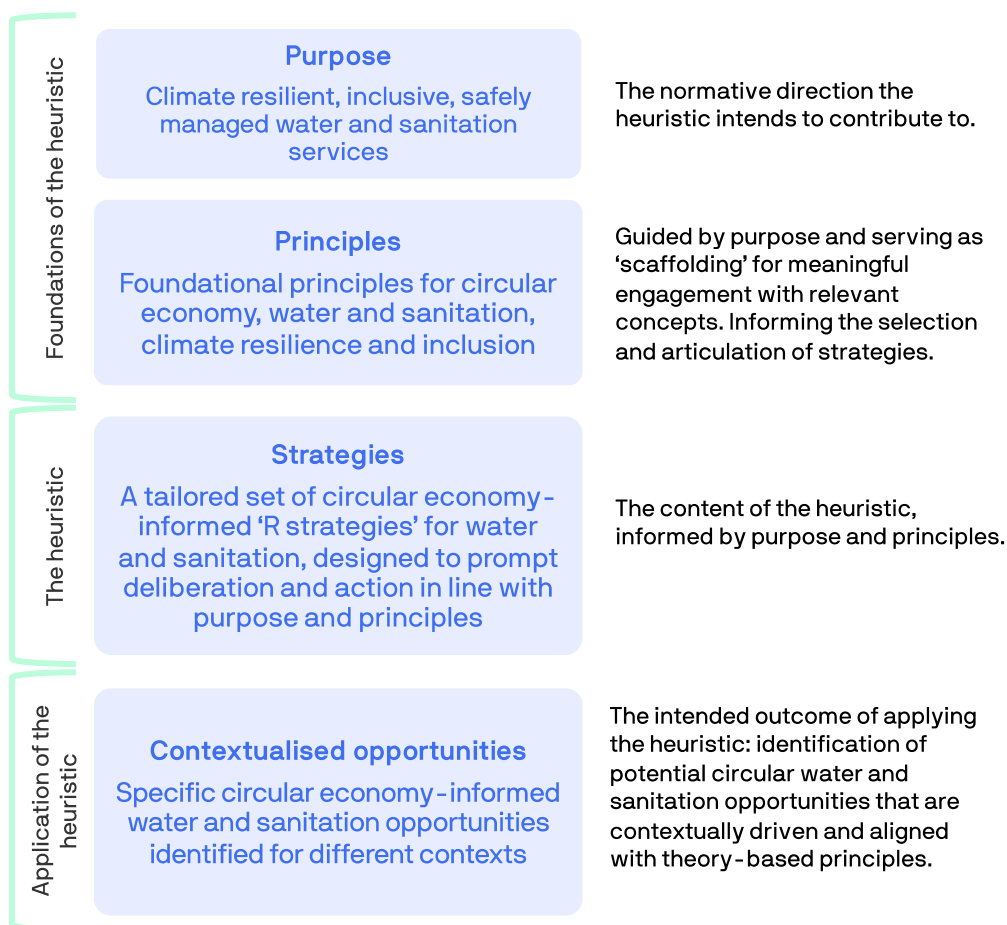 Foundations of the heuristic
Purpose
Climate resilient, inclusive, safely
managed water and sanitation
services
The normative direction the
heuristic intends to contribute to.
Principles
Foundational principles for circular
economy, water and sanitation,
climate resilience and inclusion
Guided by purpose and serving as
‘scaffolding’ for meaningful
engagement with relevant
concepts. Informing the selection
and articulation of strategies.
The heuristic
Strategies
A tailored set of circular economy-
informed ‘R strategies’ for water
and sanitation, designed to prompt
deliberation and action in line with
purpose and principles
The content of the heuristic,
informed by purpose and principles.
Application of the
heuristic
Contextualised opportunities
Specific circular economy-informed
water and sanitation opportunities
identified for different contexts
The intended outcome of applying
the heuristic: identification of
potential circular water and
sanitation opportunities that are
contextually driven and aligned
with theory-based principles.